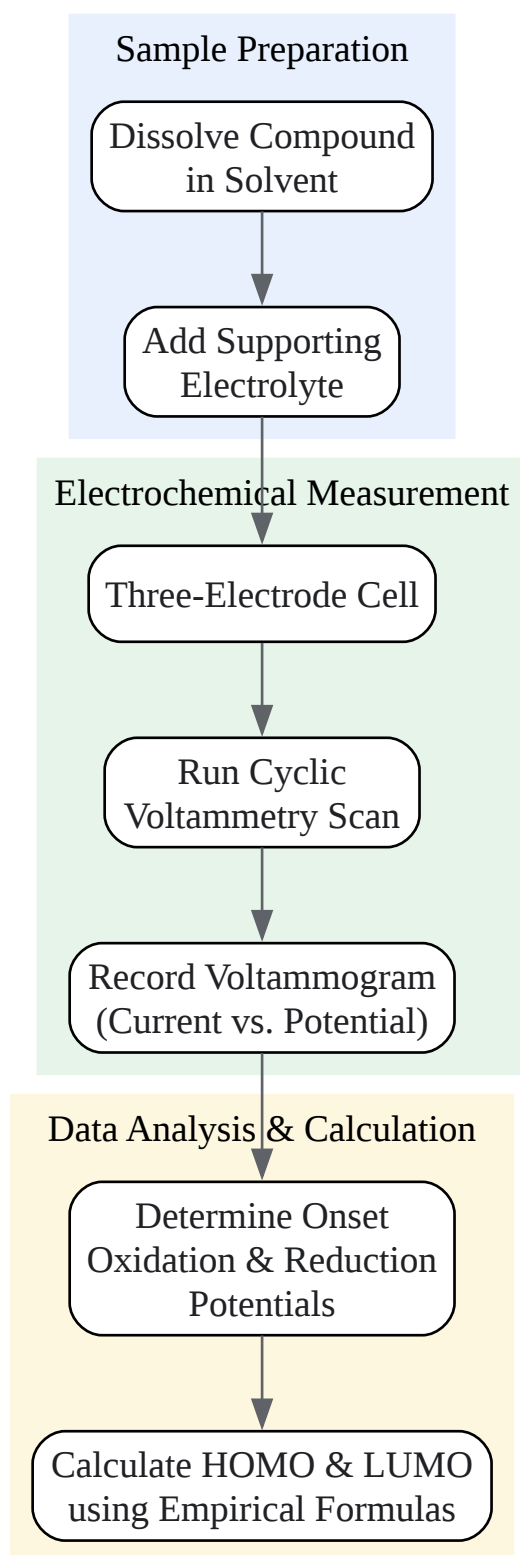 Sample Preparation
Dissolve Compound
in Solvent
Add Supporting
Electrolyte
Electrochemical Measurement
Three-Electrode Cell
Run Cyclic
Voltammetry Scan
Record Voltammogram
(Current vs. Potential)
Data Analysis & Calculation
Determine Onset
Oxidation & Reduction
Potentials
Calculate HOMO & LUMO
using Empirical Formulas